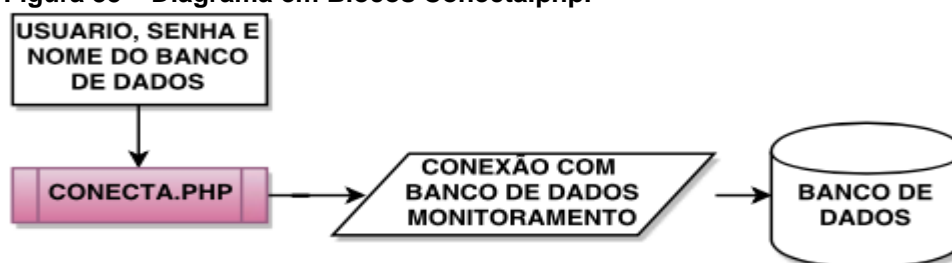 Diagrama em Blocos Conecta.php.
USUARIO, SENHA E
NOME DO BANCO
DE DADOS
CONECTA.PHP
CONEXÃO COM
BANCO DE DADOS
MONITORAMENTO
BANCO DE
DADOS